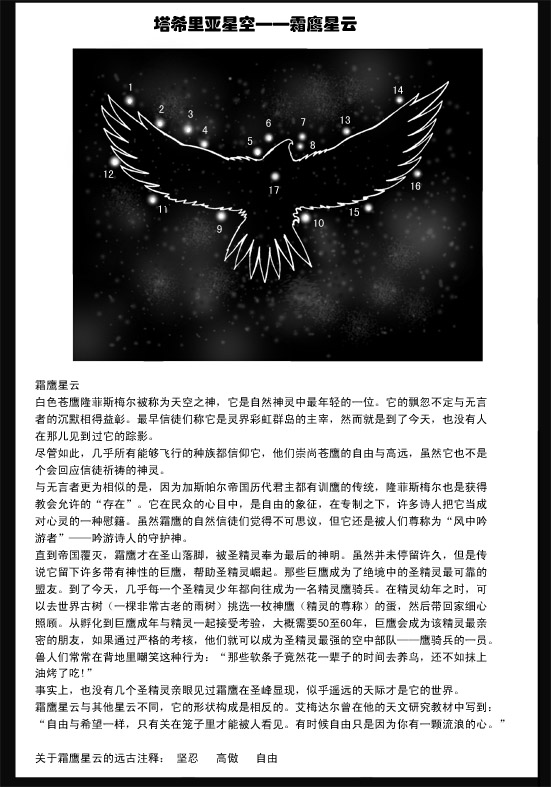 塔希里亚星空——霜鹰星云
1
2
3
4
5
6
7
8
13
14
12
11
9
17
10
15
16
霜鹰星云
白色苍鹰隆菲斯梅尔被称为天空之神，它是自然神灵中最年轻的一位。它的飘忽不定与无言
者的沉默相得益彰。最早信徒们称它是灵界彩虹群岛的主宰，然而就是到了今天，也没有人
在那儿见到过它的踪影。
尽管如此，几乎所有能够飞行的种族都信仰它，他们崇尚苍鹰的自由与高远，虽然它也不是
个会回应信徒祈祷的神灵。
与无言者更为相似的是，因为加斯帕尔帝国历代君主都有训鹰的传统，隆菲斯梅尔也是获得
教会允许的“存在”。它在民众的心目中，是自由的象征，在专制之下，许多诗人把它当成
对心灵的一种慰籍。虽然霜鹰的自然信徒们觉得不可思议，但它还是被人们尊称为“风中吟
游者”——吟游诗人的守护神。
直到帝国覆灭，霜鹰才在圣山落脚，被圣精灵奉为最后的神明。虽然并未停留许久，但是传
说它留下许多带有神性的巨鹰，帮助圣精灵崛起。那些巨鹰成为了绝境中的圣精灵最可靠的
盟友。到了今天，几乎每一个圣精灵少年都向往成为一名精灵鹰骑兵。在精灵幼年之时，可
以去世界古树（一棵非常古老的雨树）挑选一枚神鹰（精灵的尊称）的蛋，然后带回家细心
照顾。从孵化到巨鹰成年与精灵一起接受考验，大概需要50至60年，巨鹰会成为该精灵最亲
密的朋友，如果通过严格的考核，他们就可以成为圣精灵最强的空中部队——鹰骑兵的一员。
兽人们常常在背地里嘲笑这种行为：“那些软条子竟然花一辈子的时间去养鸟，还不如抹上
油烤了吃！”
事实上，也没有几个圣精灵亲眼见过霜鹰在圣峰显现，似乎遥远的天际才是它的世界。
霜鹰星云与其他星云不同，它的形状构成是相反的。艾梅达尔曾在他的天文研究教材中写到：
“自由与希望一样，只有关在笼子里才能被人看见。有时候自由只是因为你有一颗流浪的心。”
关于霜鹰星云的远古注释： 坚忍 高傲 自由